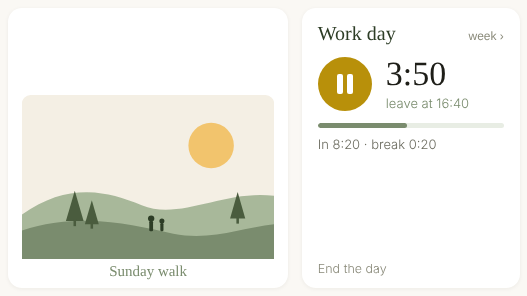 Sunday walk
Work day
week ›
3:50
leave at 16:40
In 8:20 · break 0:20
End the day